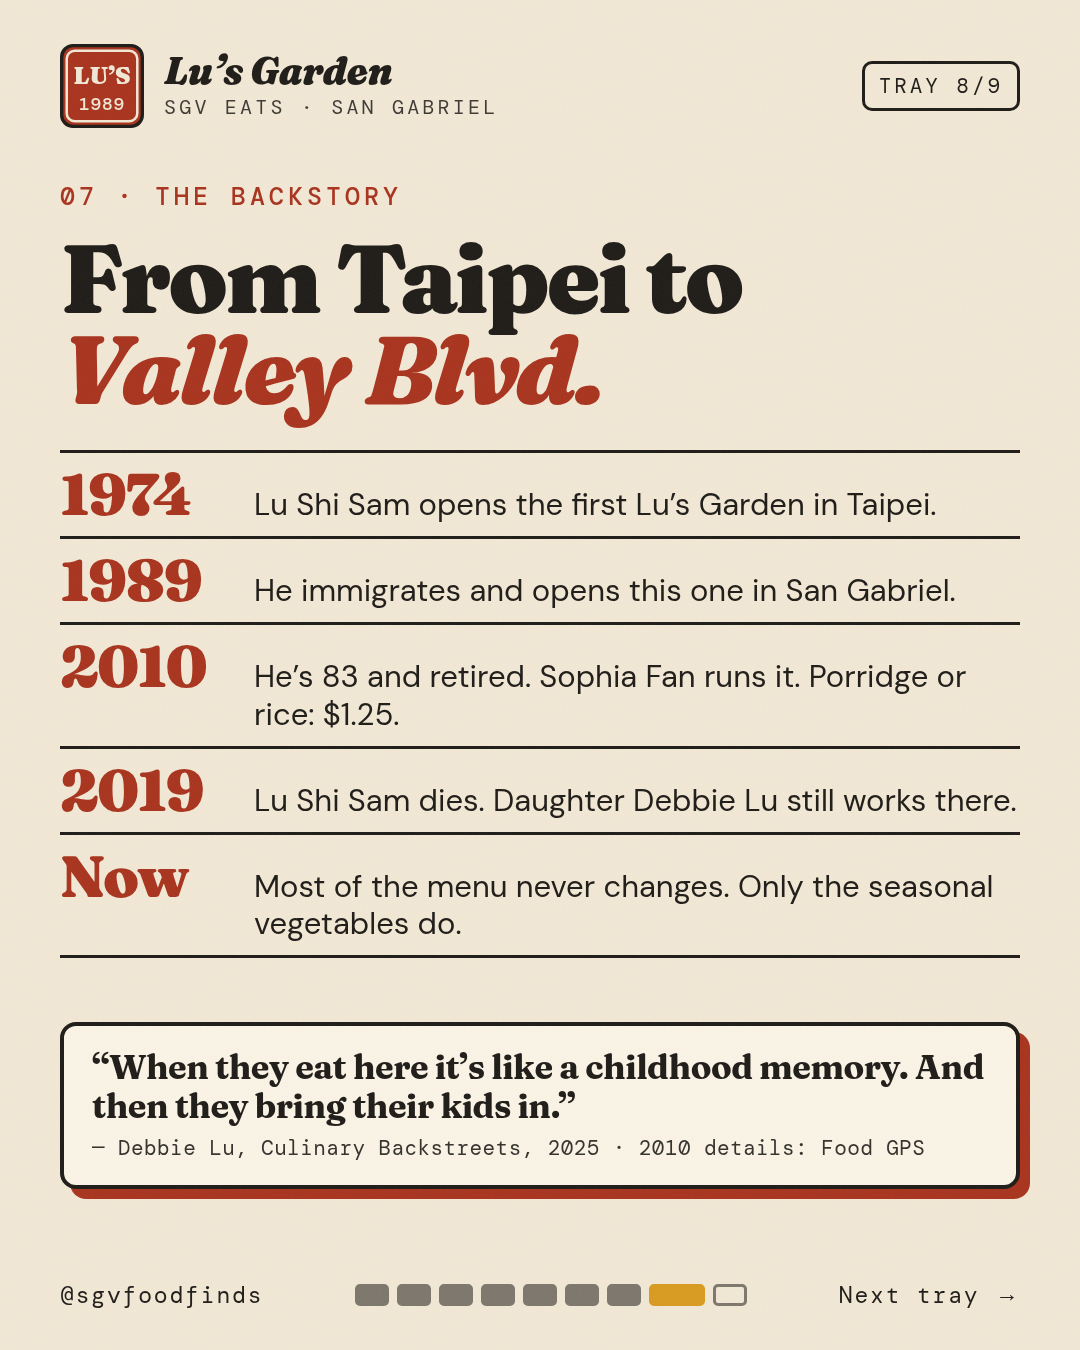 LU’S
1989
Lu’s Garden
SGV EATS · SAN GABRIEL
TRAY 8/9
07 · THE BACKSTORY
From Taipei to
Valley Blvd.
1974 Lu Shi Sam opens the first Lu’s Garden in Taipei.
1989 He immigrates and opens this one in San Gabriel.
2010 He’s 83 and retired. Sophia Fan runs it. Porridge or
rice: $1.25.
2019 Lu Shi Sam dies. Daughter Debbie Lu still works there.
Now Most of the menu never changes. Only the seasonal
vegetables do.
“When they eat here it’s like a childhood memory. And
then they bring their kids in.”
— Debbie Lu, Culinary Backstreets, 2025 · 2010 details: Food GPS
@sgvfoodfinds
Next tray →